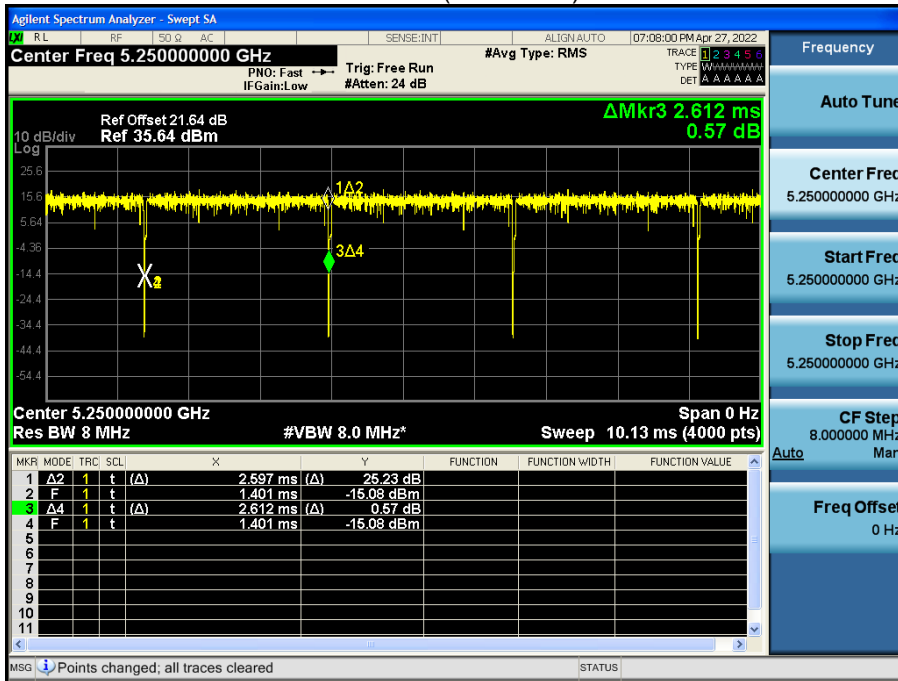 Agilent Spectrum Analyzer - Swept SA
LXI RL RF 50 Ω AC SENSE:INT ALIGN AUTO 07:08:00 PM Apr 27, 2022
Center Freq 5.250000000 GHz #Avg Type: RMS TRACE 1 2 3 4 5 6
PNO: Fast Trig: Free Run TYPE WWWWWW
IFGain:Low #Atten: 24 dB DET A A A A A A
Frequency
Auto Tune
Center Freq
5.250000000 GHz
Start Freq
5.250000000 GHz
Stop Freq
5.250000000 GHz
CF Step
8.000000 MHz
Auto Man
Freq Offset
0 Hz
ΔMkr3 2.612 ms
0.57 dB
Ref Offset 21.64 dB
10 dB/div Ref 35.64 dBm
Log
25.6
15.6
5.64
-4.36
-14.4
-24.4
-34.4
-44.4
-54.4
1Δ2
3Δ4
Center 5.250000000 GHz Span 0 Hz
Res BW 8 MHz #VBW 8.0 MHz* Sweep 10.13 ms (4000 pts)
MKR MODE TRC SCL X Y FUNCTION FUNCTION WIDTH FUNCTION VALUE
1 Δ2 1 t (Δ) 2.597 ms (Δ) 25.23 dB
2 F 1 t 1.401 ms -15.08 dBm
3 Δ4 1 t (Δ) 2.612 ms (Δ) 0.57 dB
4 F 1 t 1.401 ms -15.08 dBm
5
6
7
8
9
10
11
MSG Points changed; all traces cleared STATUS